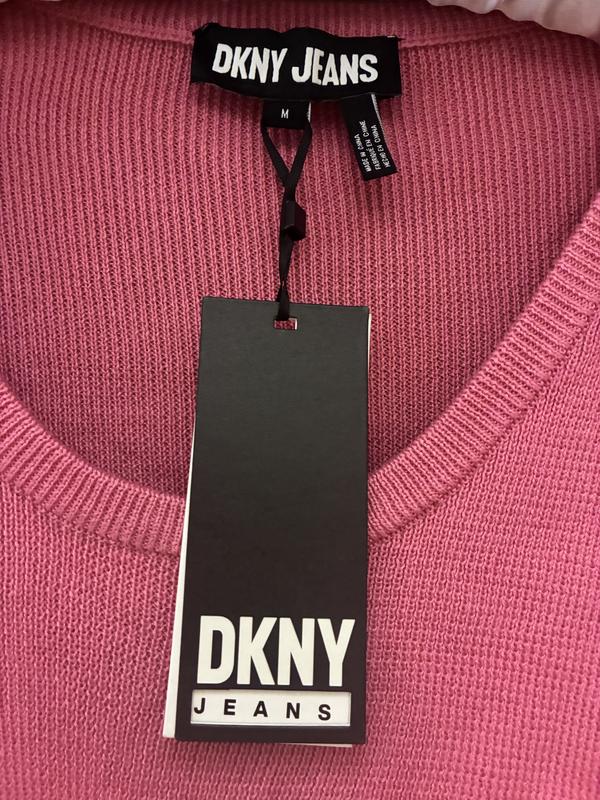 DKNY JEANS
M
MADE IN CHINA
FABRIQUÉ EN CHINE
HECHO EN CHINA
DKNY
JEANS